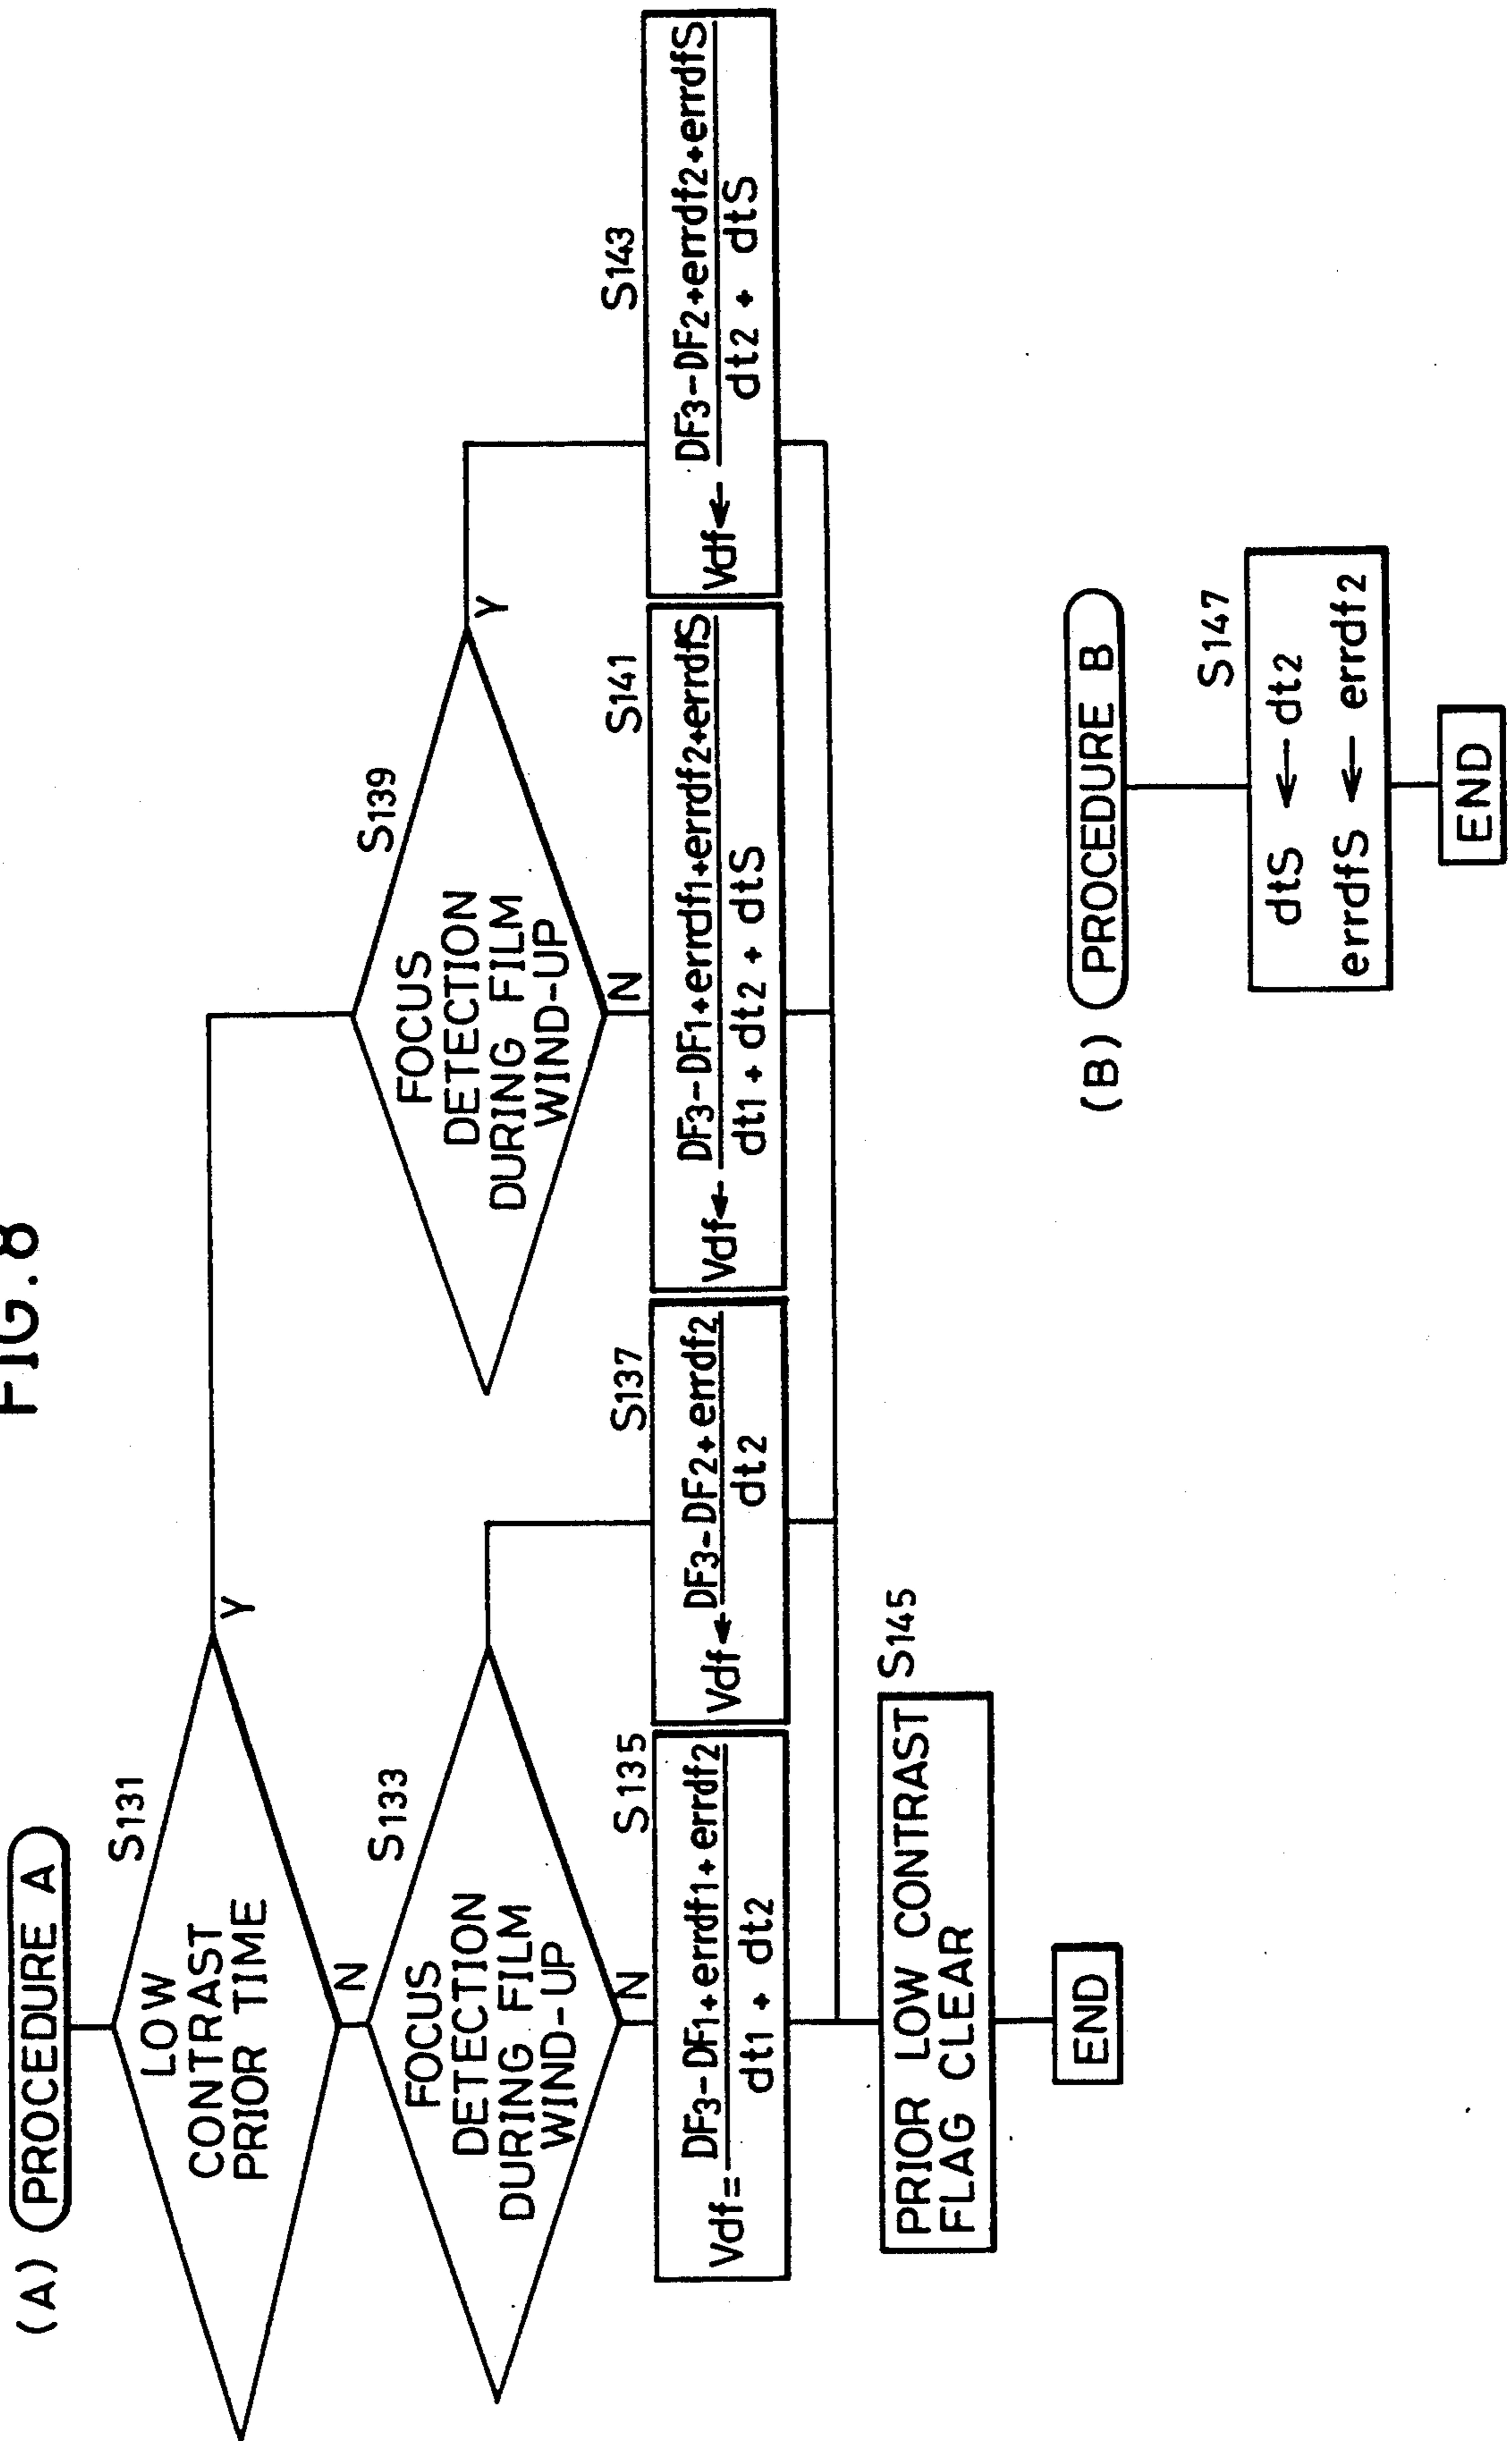 FIG.8
(A) PROCEDURE A
S131
LOW
CONTRAST
PRIOR TIME
Y
N
S133
FOCUS
DETECTION
DURING FILM
WIND-UP
N
S139
FOCUS
DETECTION
DURING FILM
WIND-UP
Y
N
S135
Vdf= DF3-DF1+errdf1+errdf2
dt1 + dt2
S137
Vdf← DF3-DF2+errdf2
dt2
S141
Vdf← DF3-DF1+errdf1+errdf2+errdfS
dt1 + dt2 + dtS
S143
Vdf← DF3-DF2+errdf2+errdfS
dt2 + dtS
S145
PRIOR LOW CONTRAST
FLAG CLEAR
END
(B) PROCEDURE B
S147
dtS ← dt2
errdfS ← errdf2
END